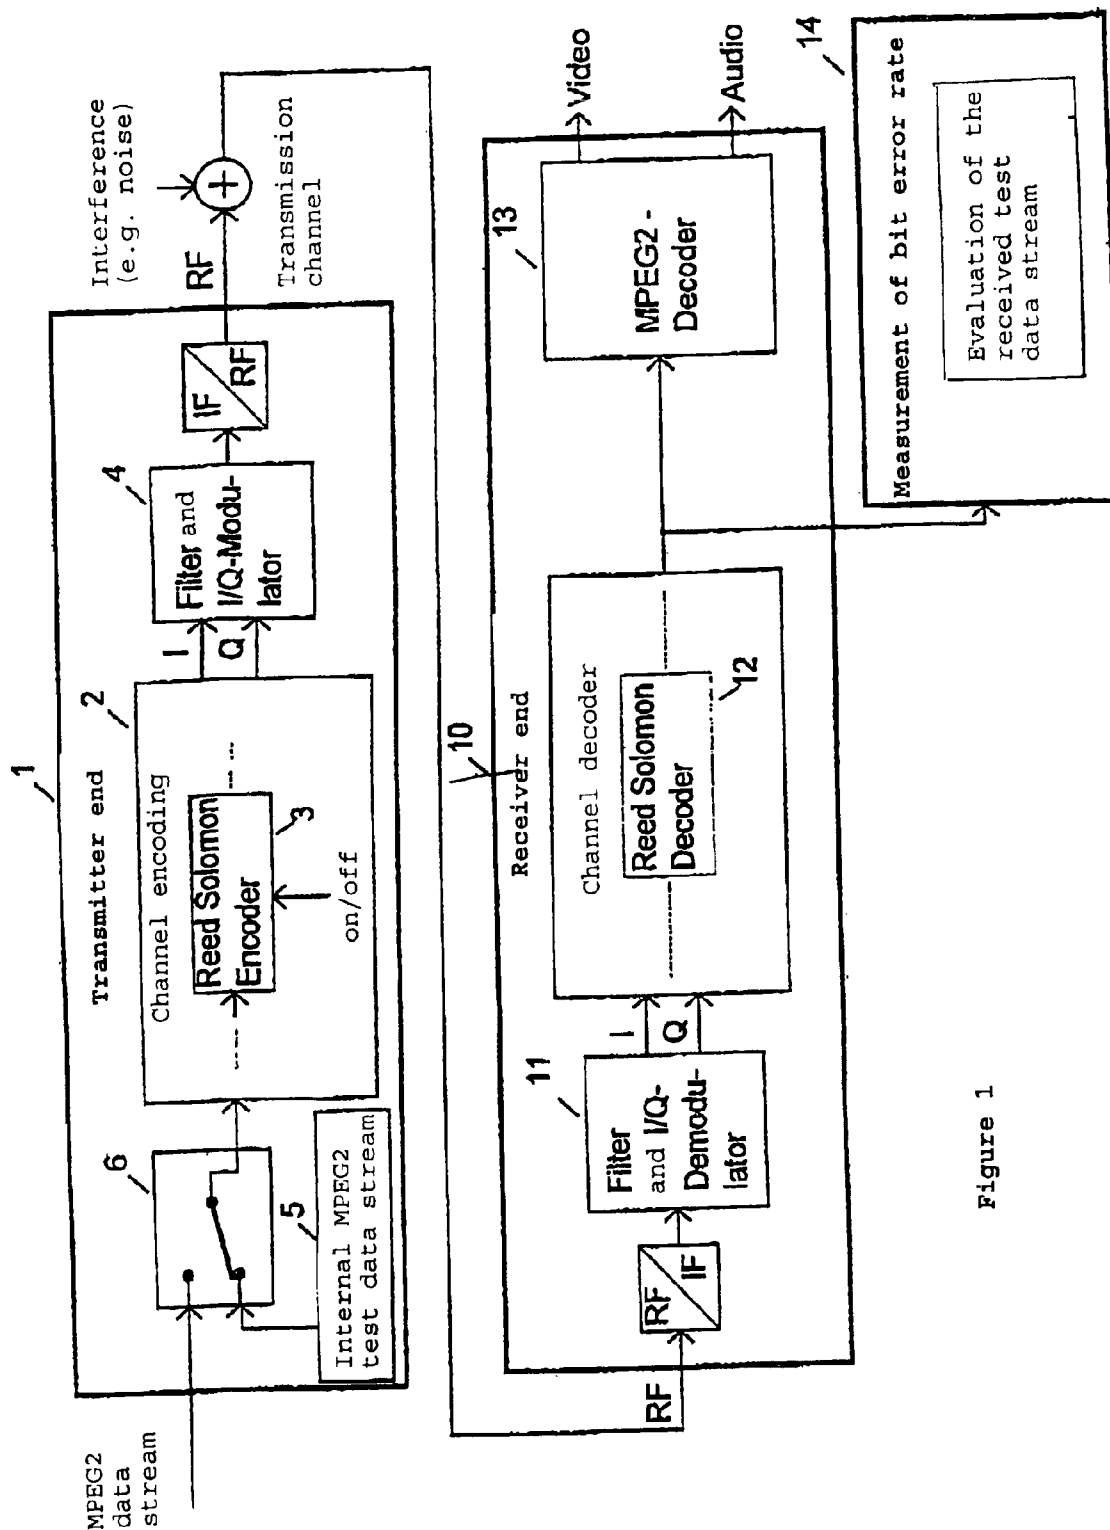 1
Transmitter end
MPEG2
data
stream
6
5
Internal MPEG2
test data stream
2
Channel encoding
Reed Solomon
Encoder
3
on/off
I
Q
4
Filter and
I/Q-Modu-
lator
IF
RF
RF
Interference
(e.g. noise)
+
Transmission
channel
10
Receiver end
RF
RF
IF
11
Filter
and I/Q-
Demodu-
lator
I
Q
Channel decoder
Reed Solomon
Decoder
12
13
MPEG2-
Decoder
Video
Audio
14
Measurement of bit error rate
Evaluation of the
received test
data stream
Figure 1